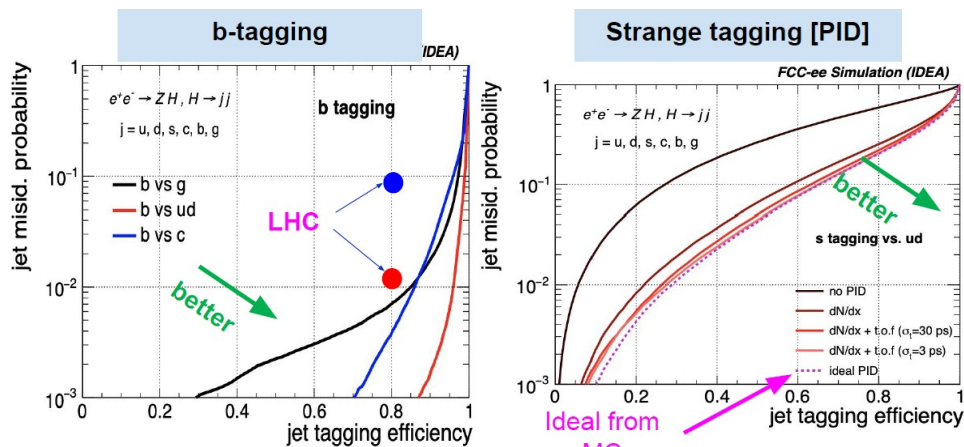 b-tagging
(IDEA)
e⁺e⁻ → ZH, H → jj
j = u, d, s, c, b, g
b tagging
b vs g
b vs ud
b vs c
LHC
better
jet misid. probability
1
10⁻¹
10⁻²
10⁻³
0 0.2 0.4 0.6 0.8 1
jet tagging efficiency
Strange tagging [PID]
FCC-ee Simulation (IDEA)
e⁺e⁻ → ZH, H → jj
j = u, d, s, c, b, g
better
s tagging vs. ud
no PID
dN/dx
dN/dx + t.o.f (σₜ=30 ps)
dN/dx + t.o.f (σₜ=3 ps)
ideal PID
jet misid. probability
1
10⁻¹
10⁻²
10⁻³
0 0.2 0.4 0.6 0.8 1
jet tagging efficiency
Ideal from